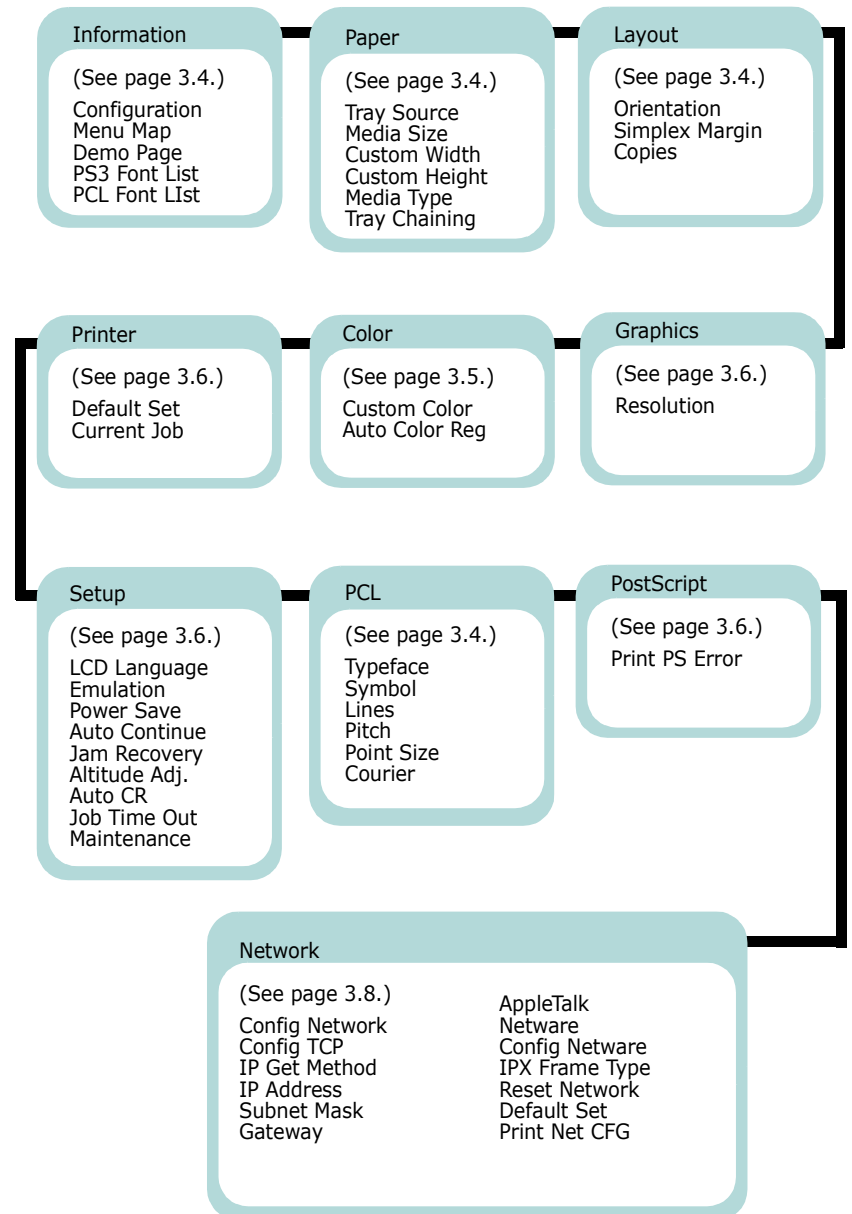 Information
(See page 3.4.)
Configuration
Menu Map
Demo Page
PS3 Font List
PCL Font LIst
Paper
(See page 3.4.)
Tray Source
Media Size
Custom Width
Custom Height
Media Type
Tray Chaining
Layout
(See page 3.4.)
Orientation
Simplex Margin
Copies
Printer
(See page 3.6.)
Default Set
Current Job
Color
(See page 3.5.)
Custom Color
Auto Color Reg
Graphics
(See page 3.6.)
Resolution
Setup
(See page 3.6.)
LCD Language
Emulation
Power Save
Auto Continue
Jam Recovery
Altitude Adj.
Auto CR
Job Time Out
Maintenance
PCL
(See page 3.4.)
Typeface
Symbol
Lines
Pitch
Point Size
Courier
PostScript
(See page 3.6.)
Print PS Error
Network
(See page 3.8.)
Config Network
Config TCP
IP Get Method
IP Address
Subnet Mask
Gateway
AppleTalk
Netware
Config Netware
IPX Frame Type
Reset Network
Default Set
Print Net CFG